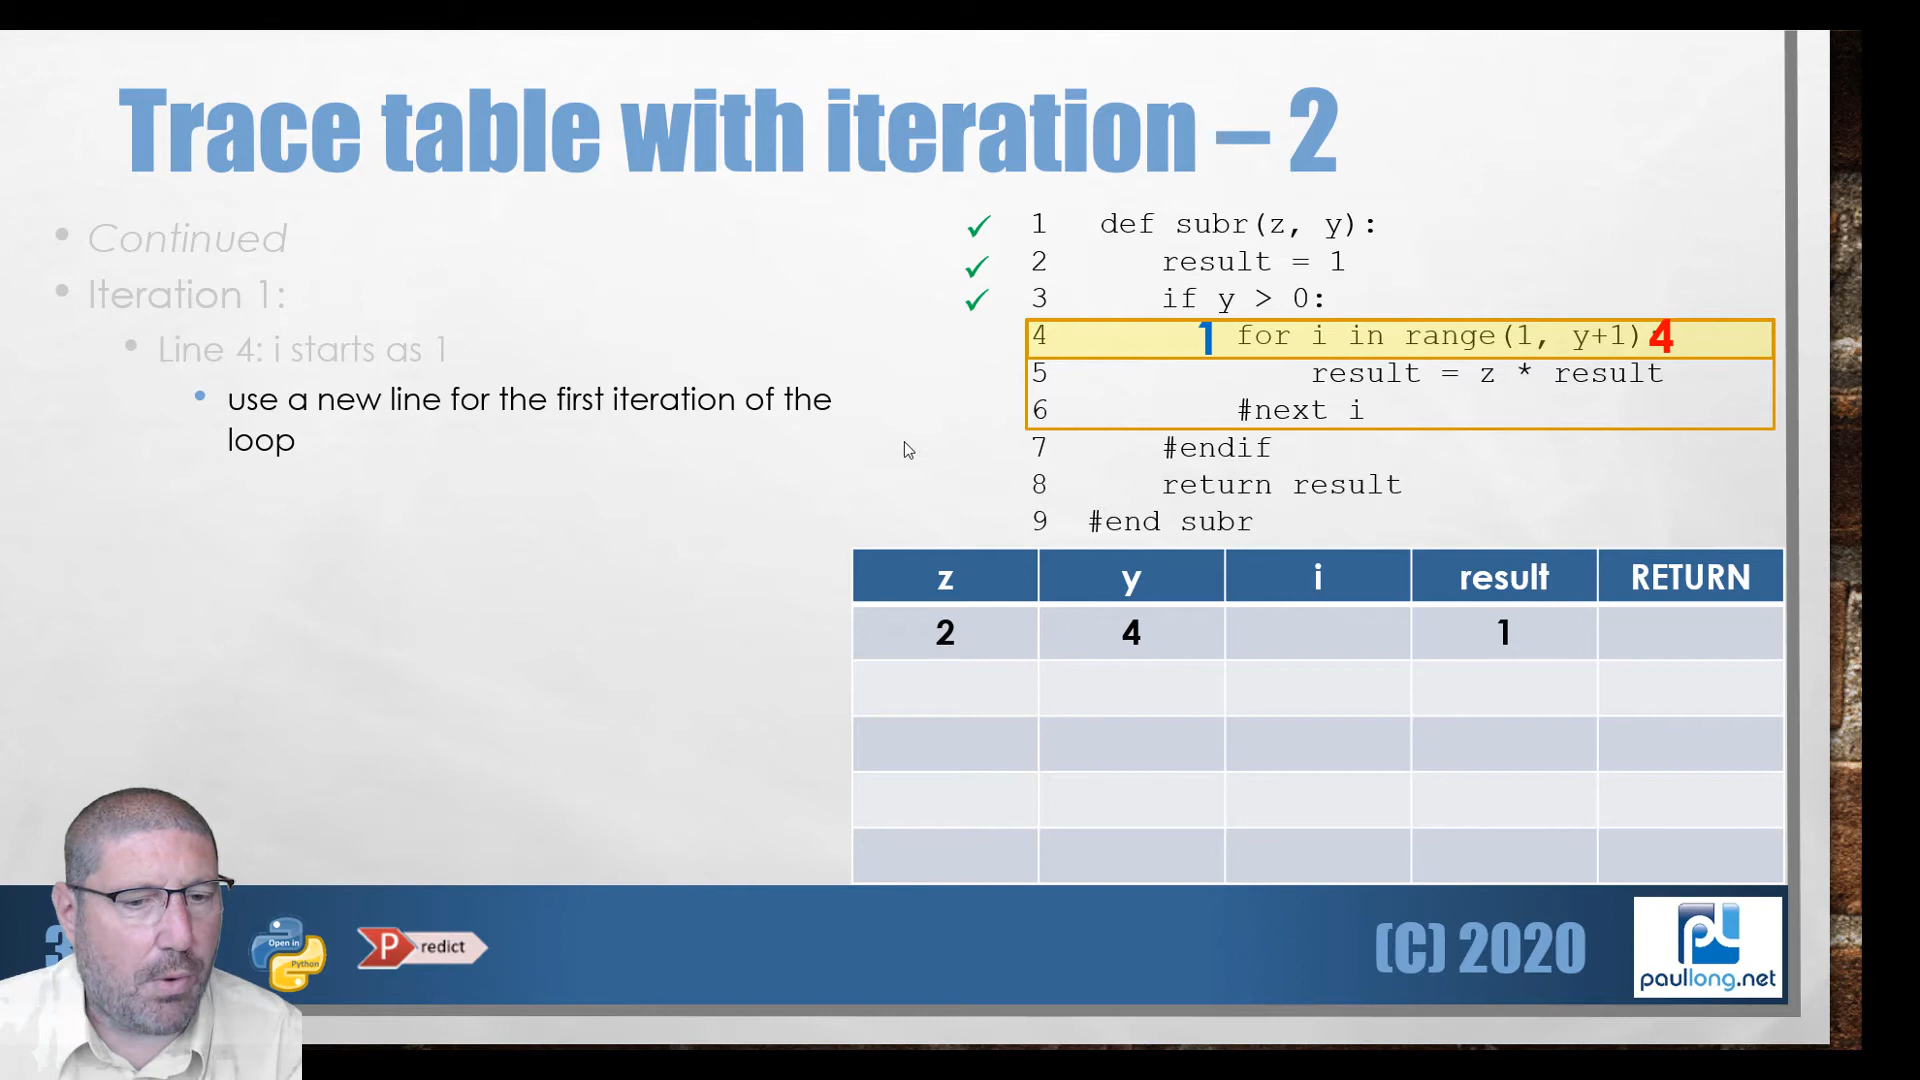 Trace table with iteration – 2
• Continued
• Iteration 1:
• Line 4: i starts as 1
• use a new line for the first iteration of the
loop
✓ 1 def subr(z, y):
✓ 2 result = 1
✓ 3 if y > 0:
4 1 for i in range(1, y+1) 4
5 result = z * result
6 #next i
7 #endif
8 return result
9 #end subr
z y i result RETURN
2 4 1
Open in
Python
P redict
(C) 2020
pl
paullong.net